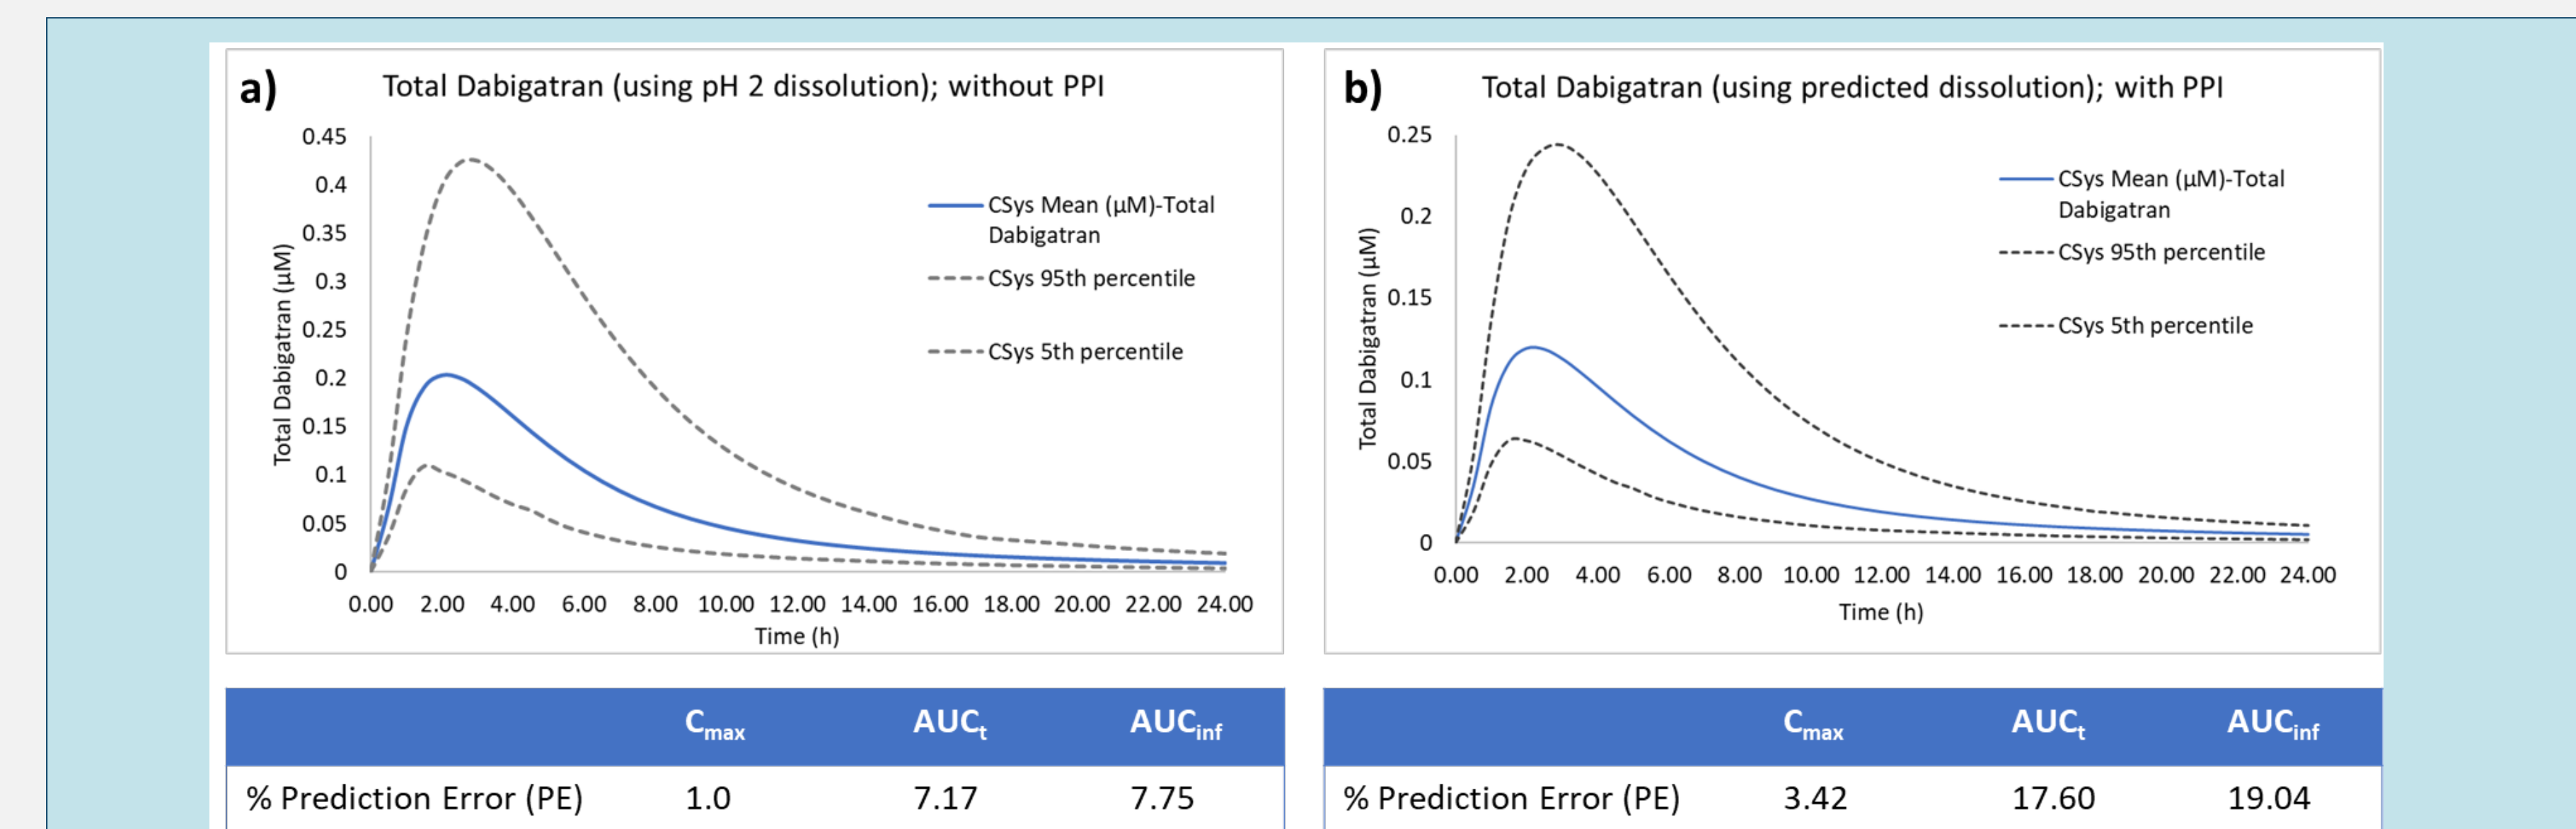 a)
Total Dabigatran (using pH 2 dissolution); without PPI
0.45
0.4
0.35
0.3
0.25
0.2
0.15
0.1
0.05
0
Total Dabigatran (µM)
CSys Mean (µM)-Total
Dabigatran
CSys 95th percentile
CSys 5th percentile
0.00 2.00 4.00 6.00 8.00 10.00 12.00 14.00 16.00 18.00 20.00 22.00 24.00
Time (h)
b)
Total Dabigatran (using predicted dissolution); with PPI
0.25
0.2
0.15
0.1
0.05
0
Total Dabigatran (µM)
CSys Mean (µM)-Total
Dabigatran
CSys 95th percentile
CSys 5th percentile
0.00 2.00 4.00 6.00 8.00 10.00 12.00 14.00 16.00 18.00 20.00 22.00 24.00
Time (h)
Cmax AUCt AUCinf
% Prediction Error (PE) 1.0 7.17 7.75
Cmax AUCt AUCinf
% Prediction Error (PE) 3.42 17.60 19.04